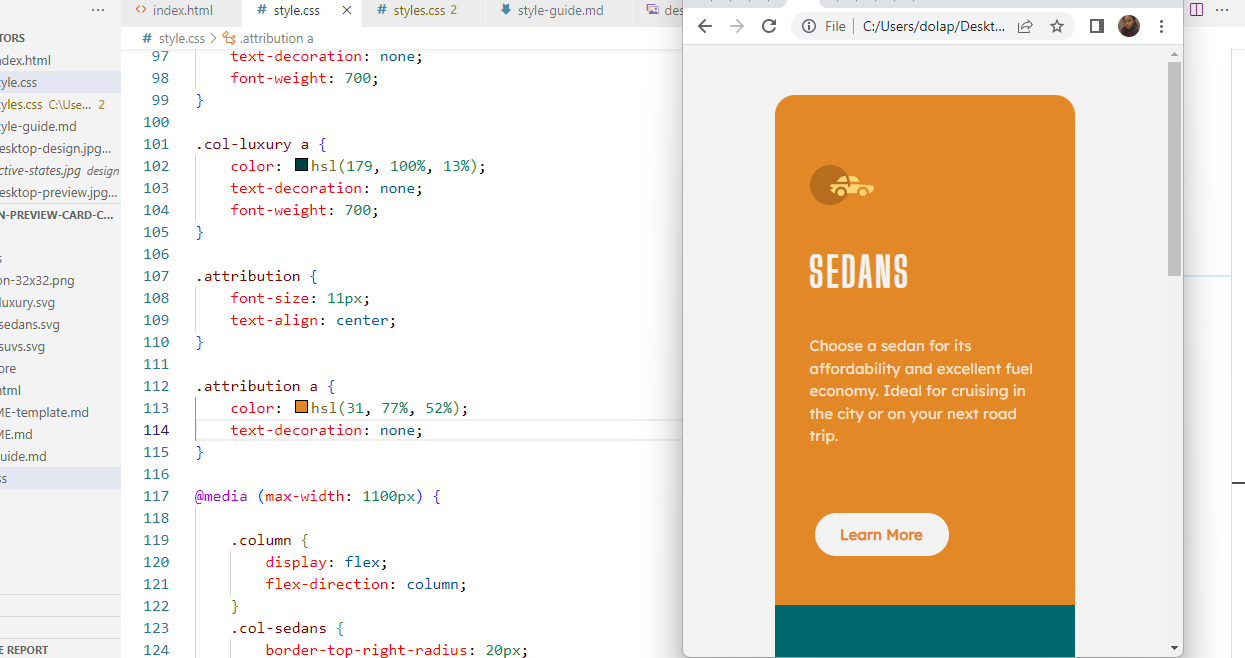 index.html
style.css
styles.css 2
style-guide.md
des
TORS
dex.html
yle.css
yles.css C:\Use... 2
yle-guide.md
esktop-design.jpg...
ctive-states.jpg design
esktop-preview.jpg...
N-PREVIEW-CARD-C...
s
on-32x32.png
uxury.svg
sedans.svg
suvs.svg
ore
html
ME-template.md
ME.md
uide.md
ss
E REPORT
style.css > .attribution a
97 text-decoration: none;
98 font-weight: 700;
99 }
100
101 .col-luxury a {
102 color: hsl(179, 100%, 13%);
103 text-decoration: none;
104 font-weight: 700;
105 }
106
107 .attribution {
108 font-size: 11px;
109 text-align: center;
110 }
111
112 .attribution a {
113 color: hsl(31, 77%, 52%);
114 text-decoration: none;
115 }
116
117 @media (max-width: 1100px) {
118
119 .column {
120 display: flex;
121 flex-direction: column;
122 }
123 .col-sedans {
124 border-top-right-radius: 20px;
File
C:/Users/dolap/Deskt...
SEDANS
Choose a sedan for its
affordability and excellent fuel
economy. Ideal for cruising in
the city or on your next road
trip.
Learn More